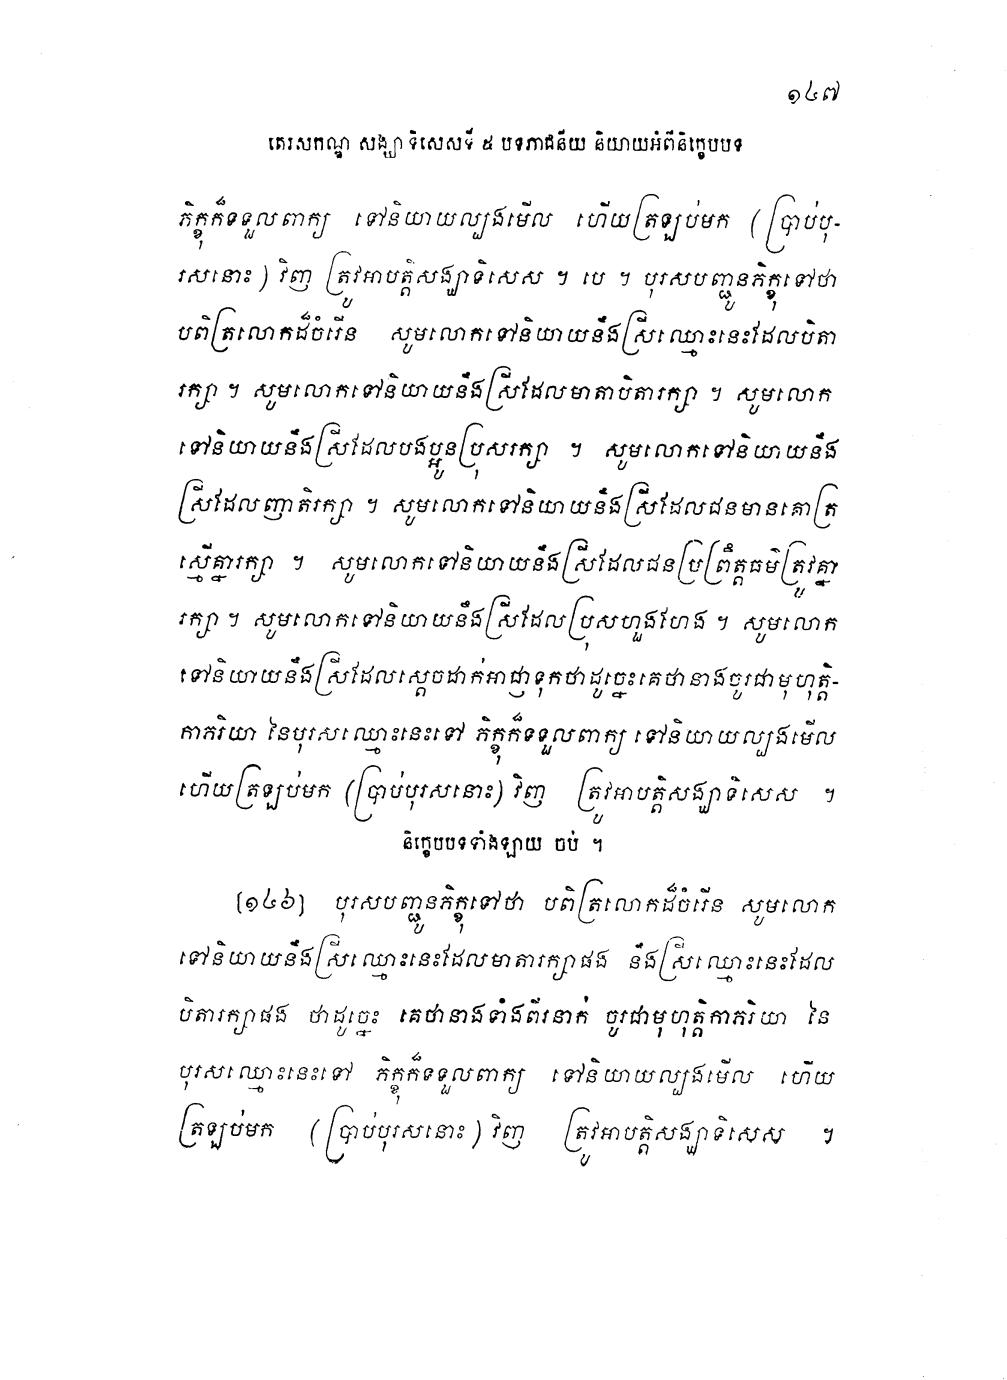 ១៤៧
តេរសកណ្ឌ សង្ឃាទិសេសទី ៥ បទភាជនីយ និយាយអំពីនិក្ខេបបទ
ភិក្ខុក៏ទទួលពាក្យ ទៅនិយាយល្បងមើល ហើយត្រឡប់មក (ប្រាប់បុ-
រសនោះ) វិញ ត្រូវអាបត្តិសង្ឃាទិសេស ។ បេ ។ បុរសបញ្ជូនភិក្ខុទៅថា
បពិត្រលោកដ៏ចំរើន សូមលោកទៅនិយាយនឹងស្រីឈ្មោះនេះដែលបិតា
រក្សា ។ សូមលោកទៅនិយាយនឹងស្រីដែលមាតាបិតារក្សា ។ សូមលោក
ទៅនិយាយនឹងស្រីដែលបងប្អូនប្រុសរក្សា ។ សូមលោកទៅនិយាយនឹង
ស្រីដែលញាតិរក្សា ។ សូមលោកទៅនិយាយនឹងស្រីដែលជនមានគោត្រ
ស្មើគ្នារក្សា ។ សូមលោកទៅនិយាយនឹងស្រីដែលជនប្រព្រឹត្តធម៌ត្រូវគ្នា
រក្សា ។ សូមលោកទៅនិយាយនឹងស្រីដែលប្រុសហួងហែង ។ សូមលោក
ទៅនិយាយនឹងស្រីដែលស្តេចដាក់អាជ្ញាទុកថាដូច្នេះគេថានាងចូរជាមុហុត្តិ-
កាភរិយា នៃបុរសឈ្មោះនេះទៅ ភិក្ខុក៏ទទួលពាក្យ ទៅនិយាយល្បងមើល
ហើយត្រឡប់មក (ប្រាប់បុរសនោះ) វិញ ត្រូវអាបត្តិសង្ឃាទិសេស ។
និក្ខេបបទទាំងឡាយ ចប់ ។
[១៤៦] បុរសបញ្ជូនភិក្ខុទៅថា បពិត្រលោកដ៏ចំរើន សូមលោក
ទៅនិយាយនឹងស្រីឈ្មោះនេះដែលមាតារក្សាផង នឹងស្រីឈ្មោះនេះដែល
បិតារក្សាផង ថាដូច្នេះ គេថានាងទាំងពីរនាក់ ចូរជាមុហុត្តិកាភរិយា នៃ
បុរសឈ្មោះនេះទៅ ភិក្ខុក៏ទទួលពាក្យ ទៅនិយាយល្បងមើល ហើយ
ត្រឡប់មក (ប្រាប់បុរសនោះ) វិញ ត្រូវអាបត្តិសង្ឃាទិសេស ។